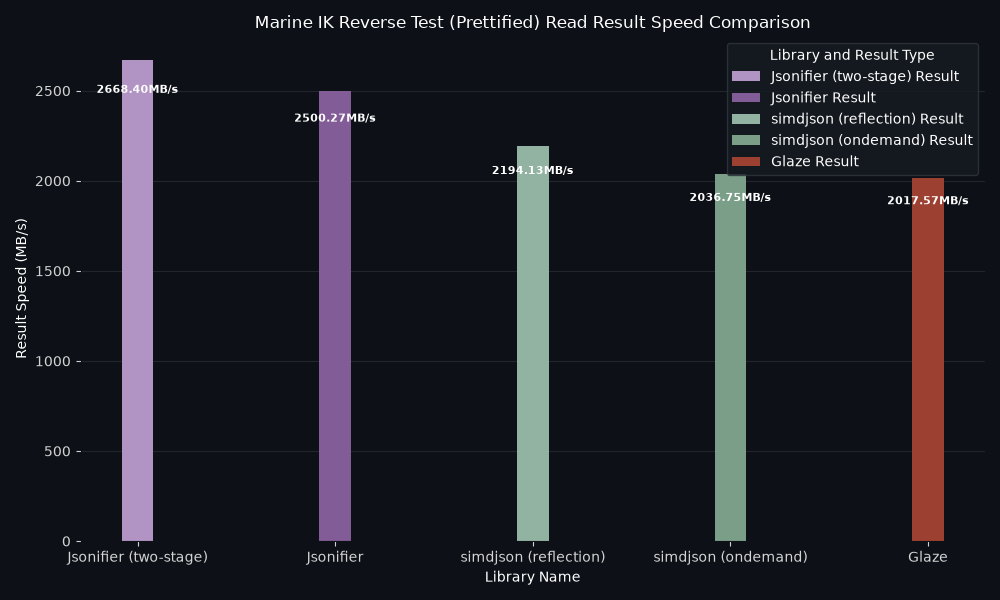 Marine IK Reverse Test (Prettified) Read Result Speed Comparison
Library and Result Type
Jsonifier (two-stage) Result
Jsonifier Result
simdjson (reflection) Result
simdjson (ondemand) Result
Glaze Result
2668.40MB/s
2500.27MB/s
2194.13MB/s
2036.75MB/s
2017.57MB/s
Result Speed (MB/s)
2500
2000
1500
1000
500
0
Jsonifier (two-stage)
Jsonifier
simdjson (reflection)
simdjson (ondemand)
Glaze
Library Name